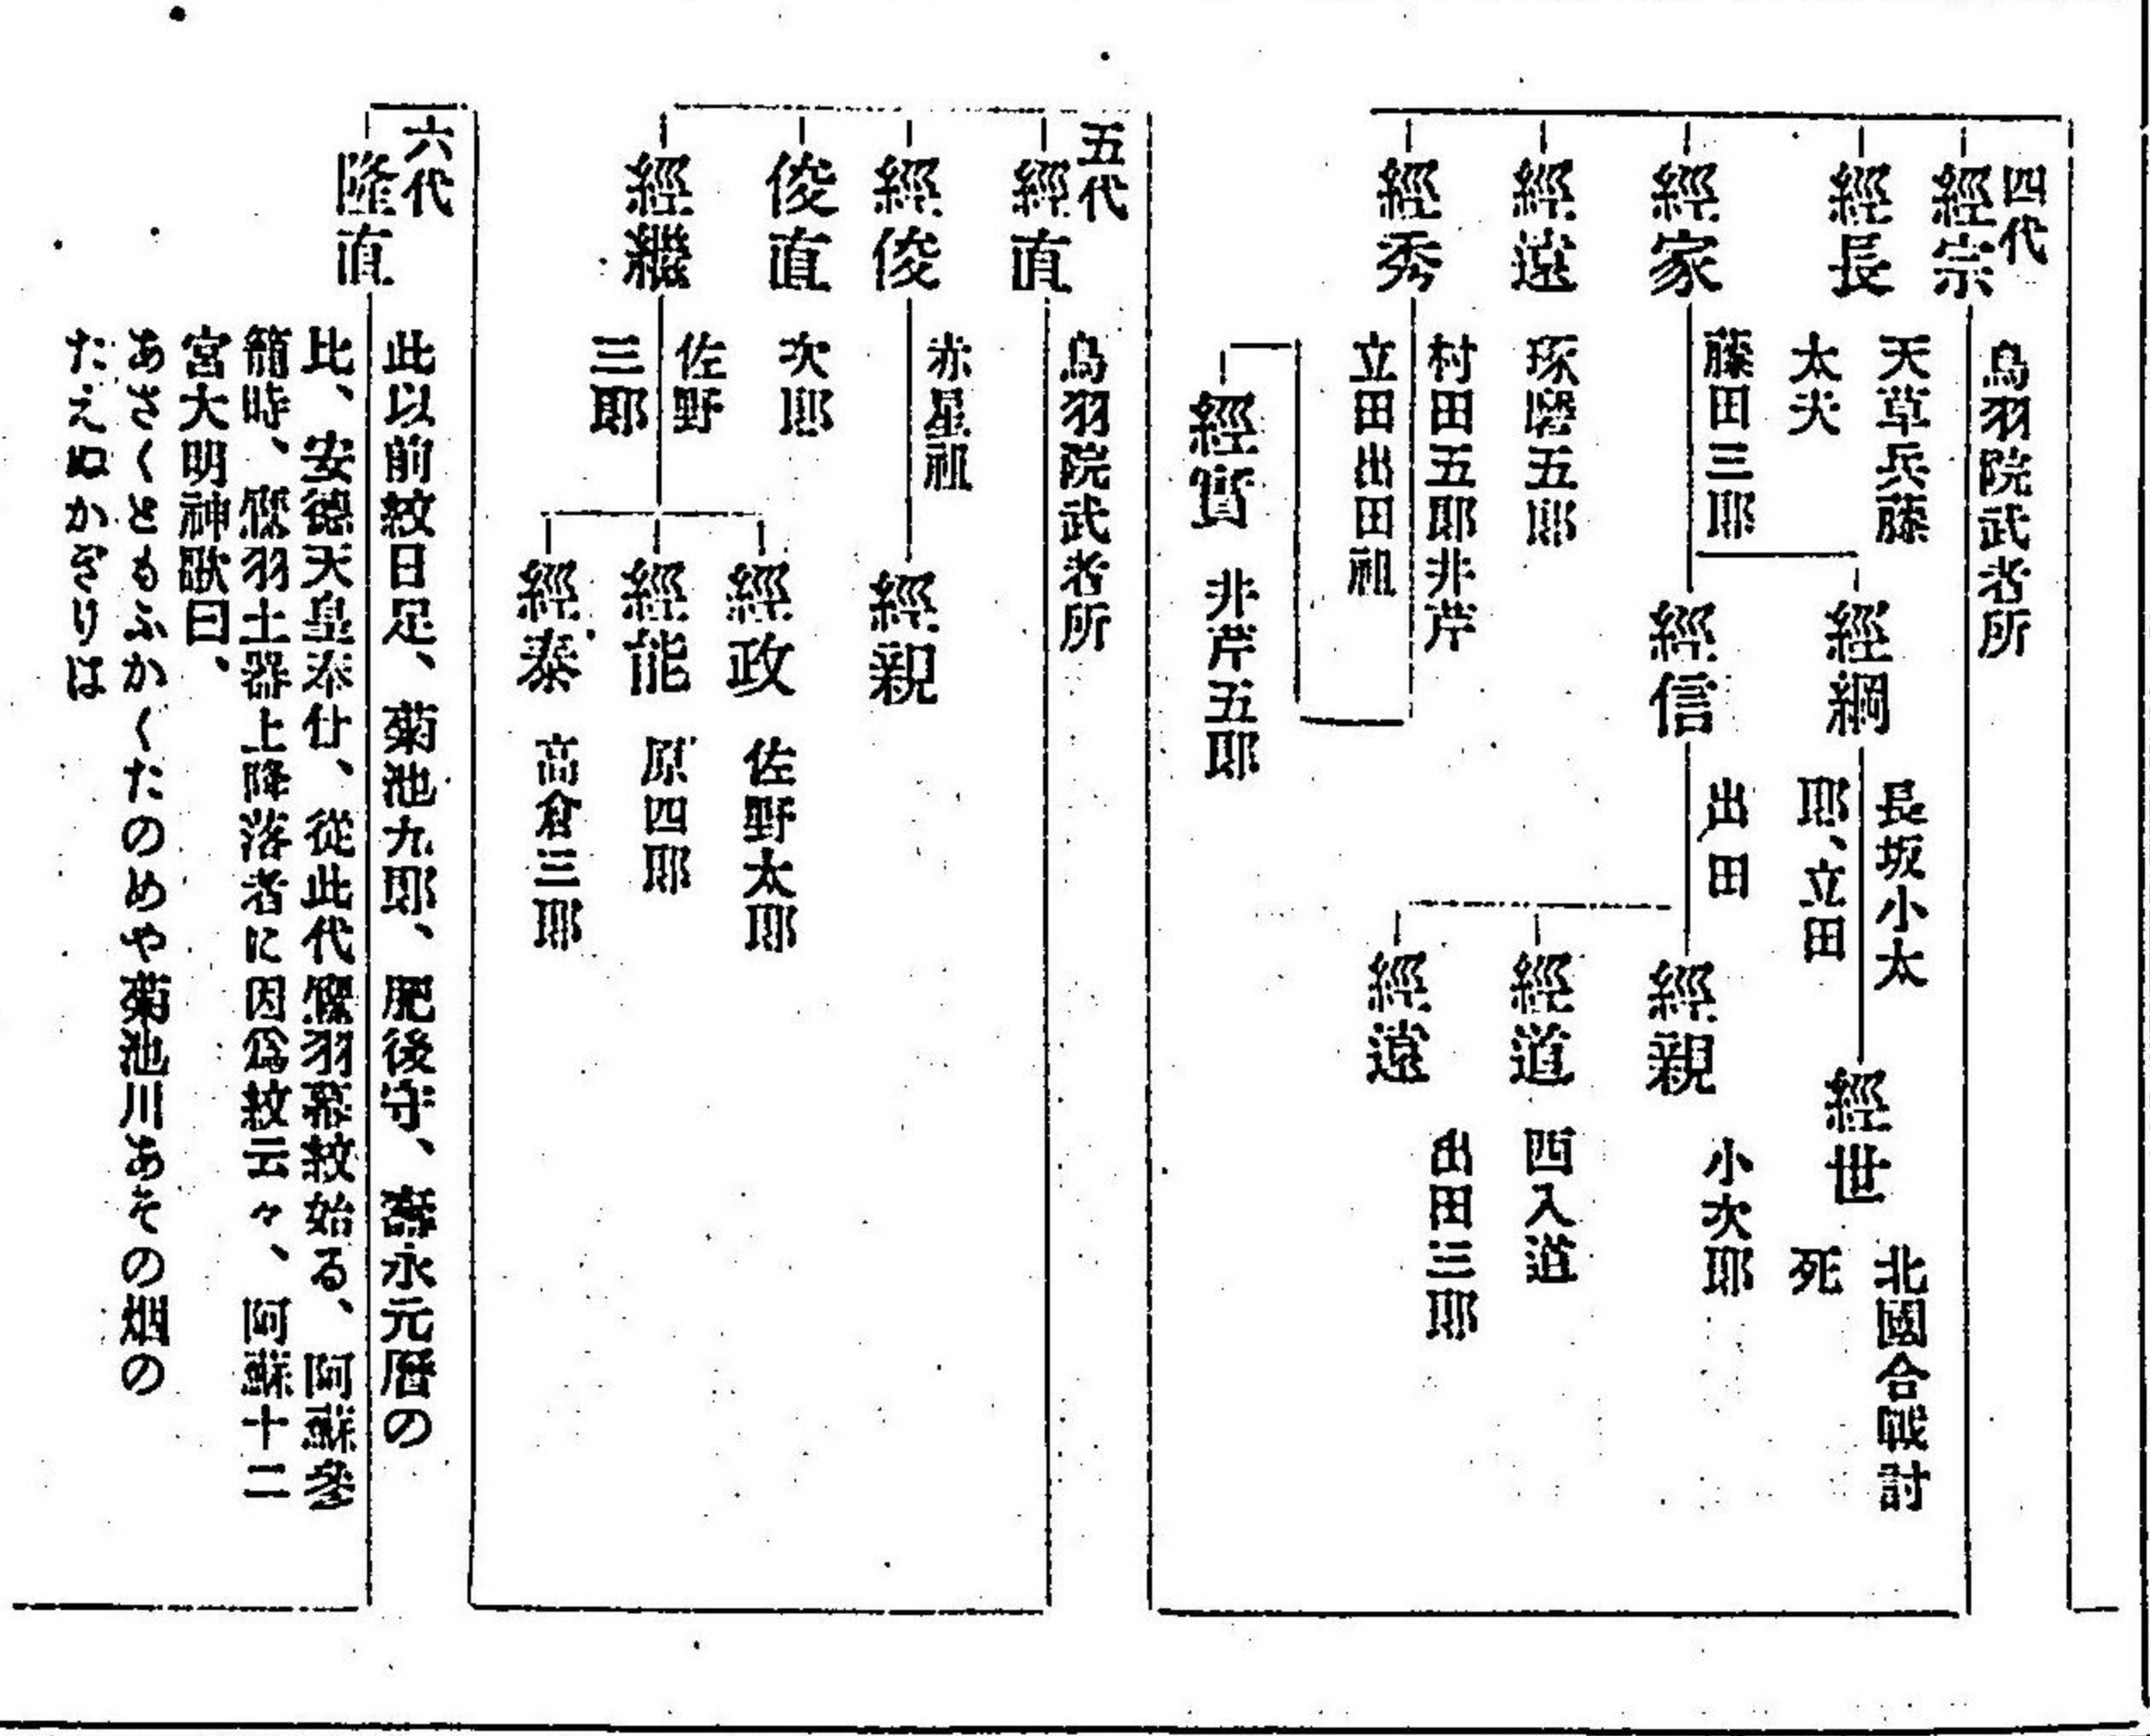 四代
經宗
鳥羽院武者所
經長
天草兵藤
太夫
經家
藤田三郎
經綱
長坂小太
郎、立田
經世
北國合戰討
死
經信
出田
經親
小次郎
經道
西入道
經遠
出田三郎
經遠
琢磨五郎
經秀
村田五郎非芹
立田出田祖
經實
非芹五郎
五代
經直
鳥羽院武者所
經俊
赤星祖
經親
俊直
次郎
經繼
佐野
三郎
經政
佐野太郎
經能
原四郎
經泰
高倉三郎
六代
隆直
此以前紋日足、菊池九郎、肥後守、壽永元曆の
比、安德天皇奉仕、從此代鷹羽幕紋始る、阿蘇參
籠時、鷹羽土器上降落者に因爲紋云々、阿蘇十二
宮大明神歌曰、
あさくともふかくたのめや菊池川あその烟の
たえぬかぎりは